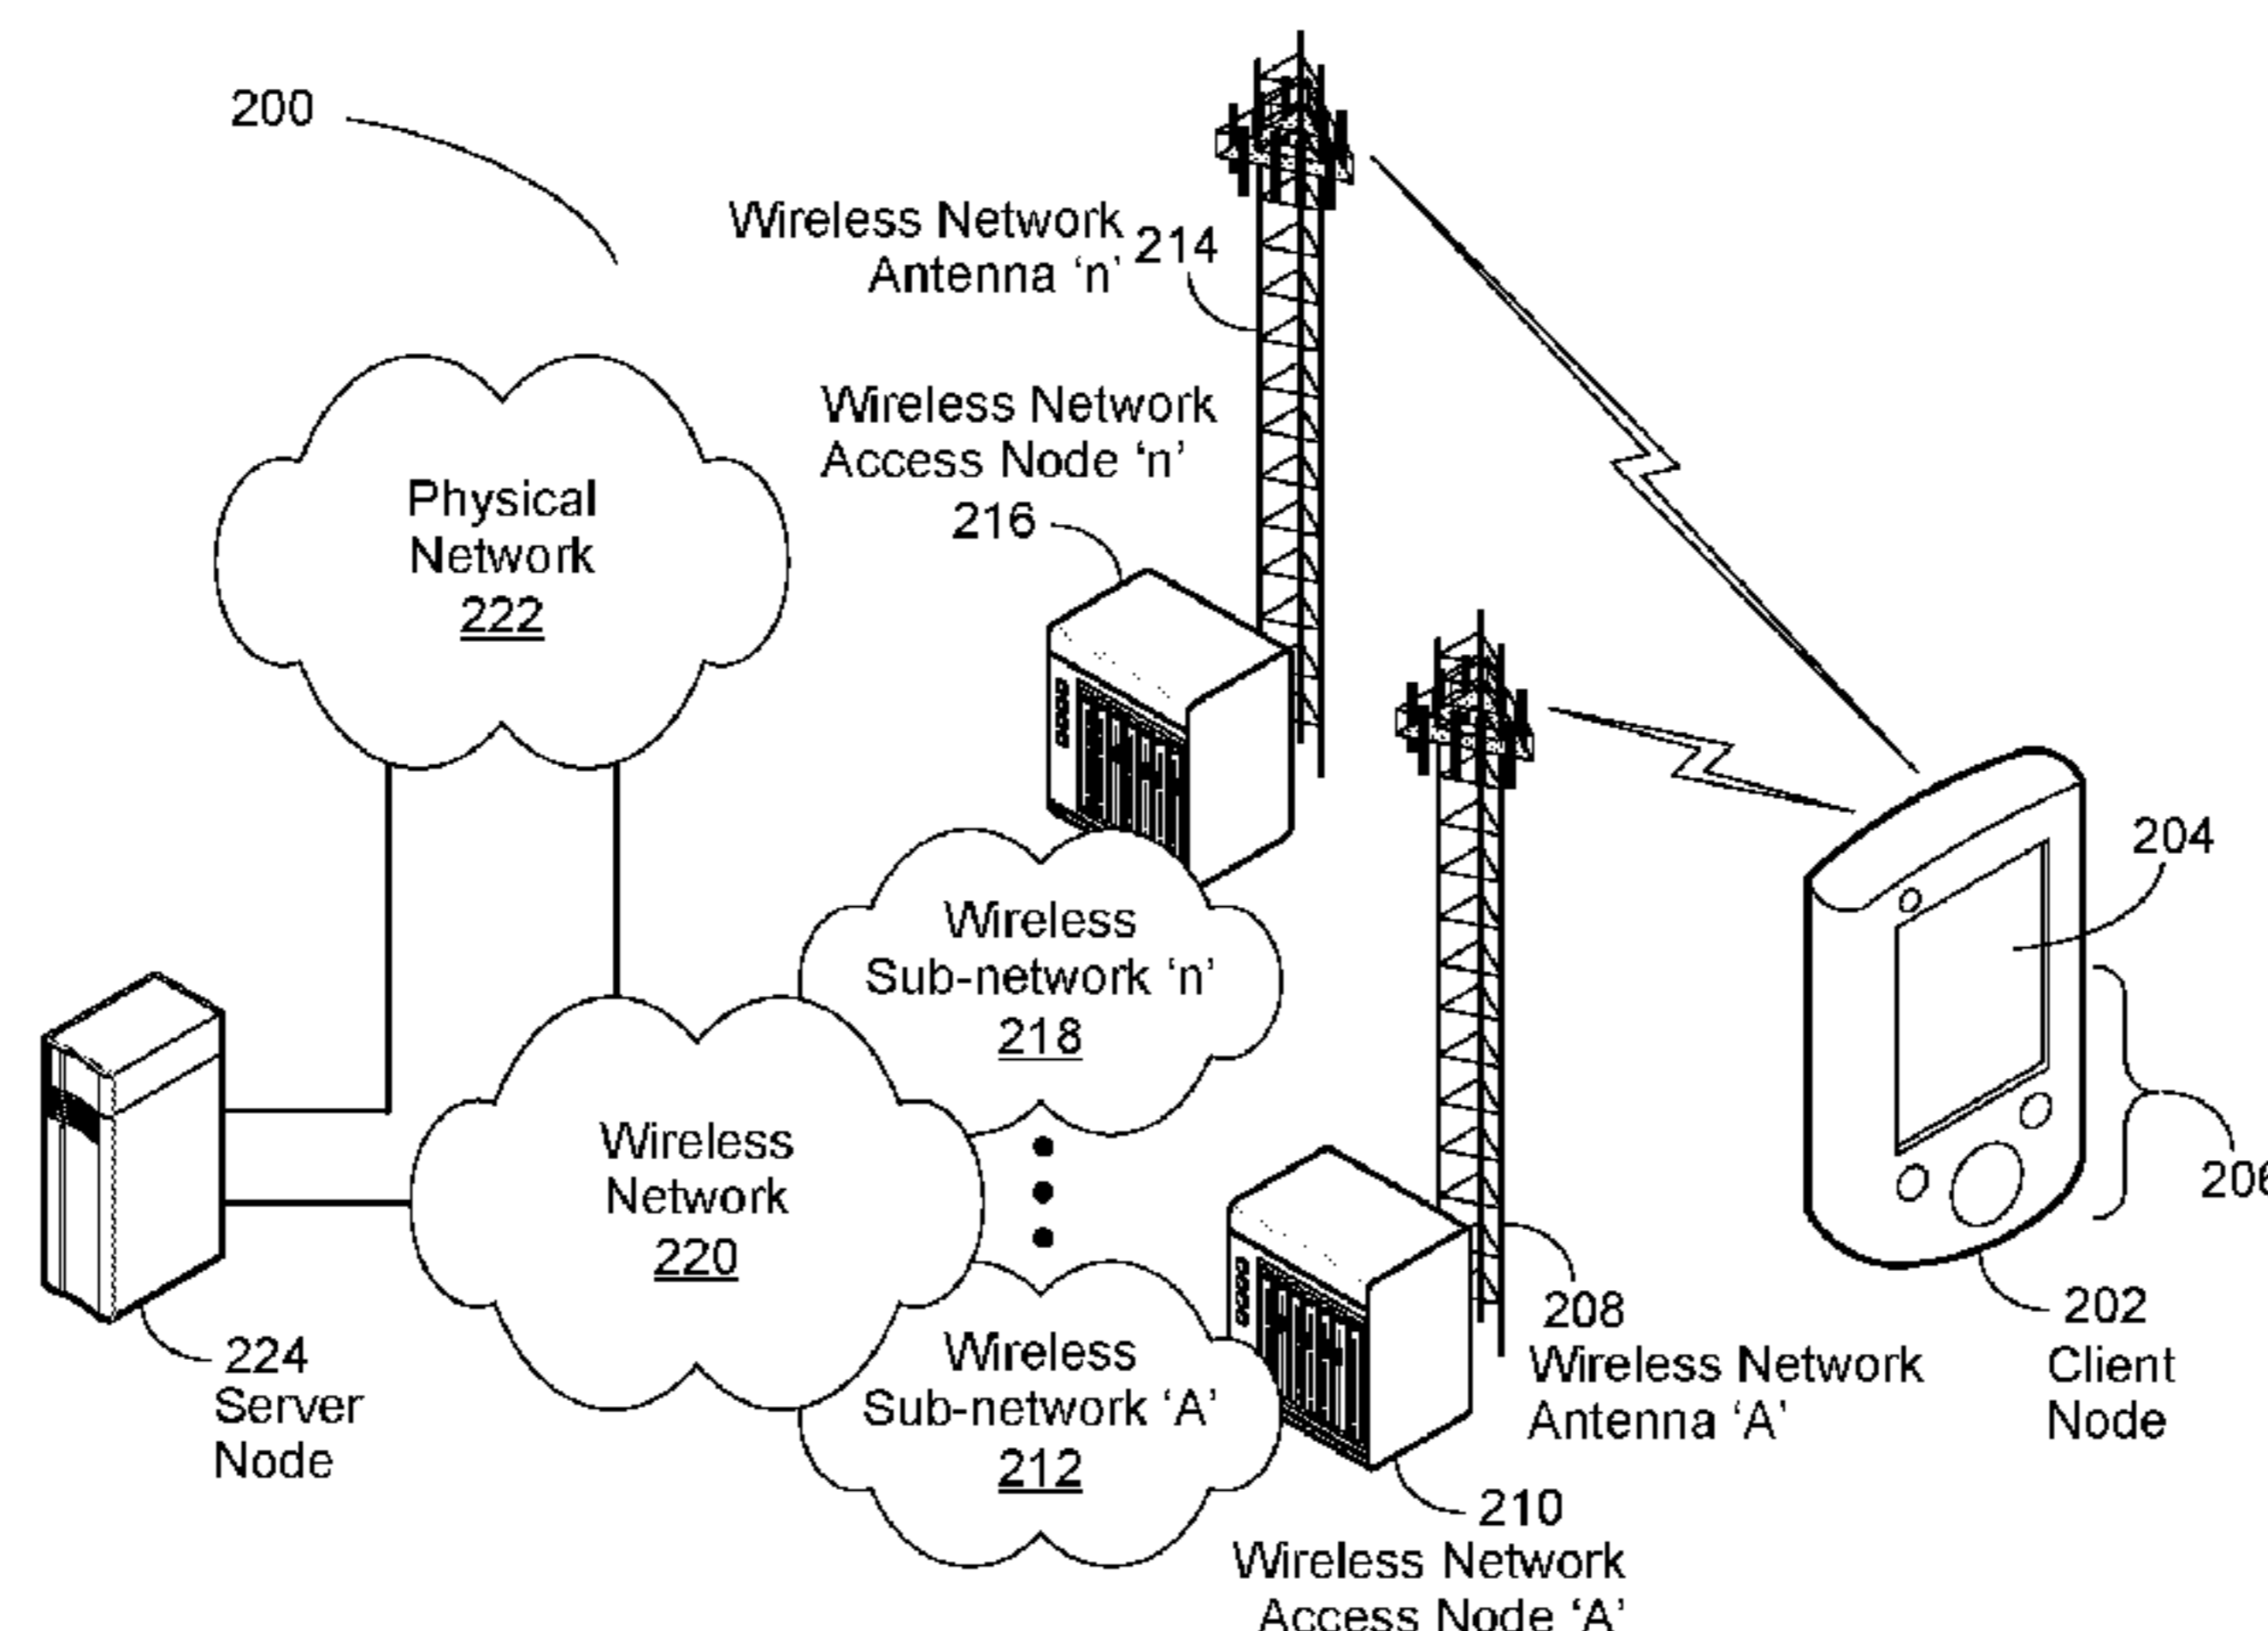 200
Wireless Network
Antenna ‘n’
214
Wireless Network
Access Node ‘n’
216
Physical
Network
222
204
Wireless
Sub-network ‘n’
218
206
Wireless
Network
220
208
Wireless Network
Antenna ‘A’
202
Client
Node
224
Server
Node
Wireless
Sub-network ‘A’
212
210
Wireless Network
Access Node ‘A’